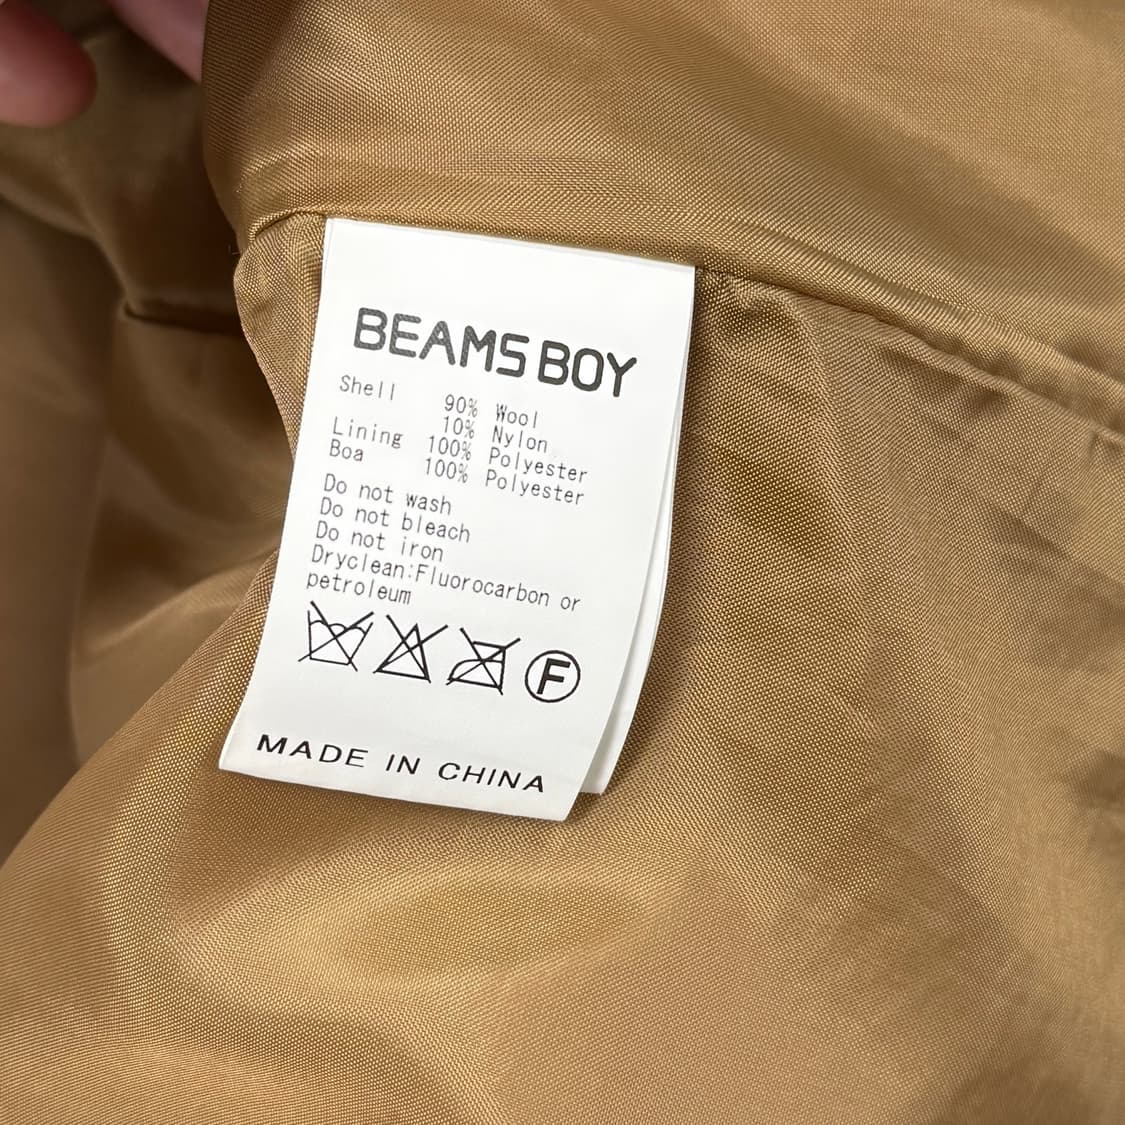 BEAMS BOY
Shell 90% Wool
10% Nylon
Lining 100% Polyester
Boa 100% Polyester
Do not wash
Do not bleach
Do not iron
Dryclean:Fluorocarbon or
petroleum
F
MADE IN CHINA